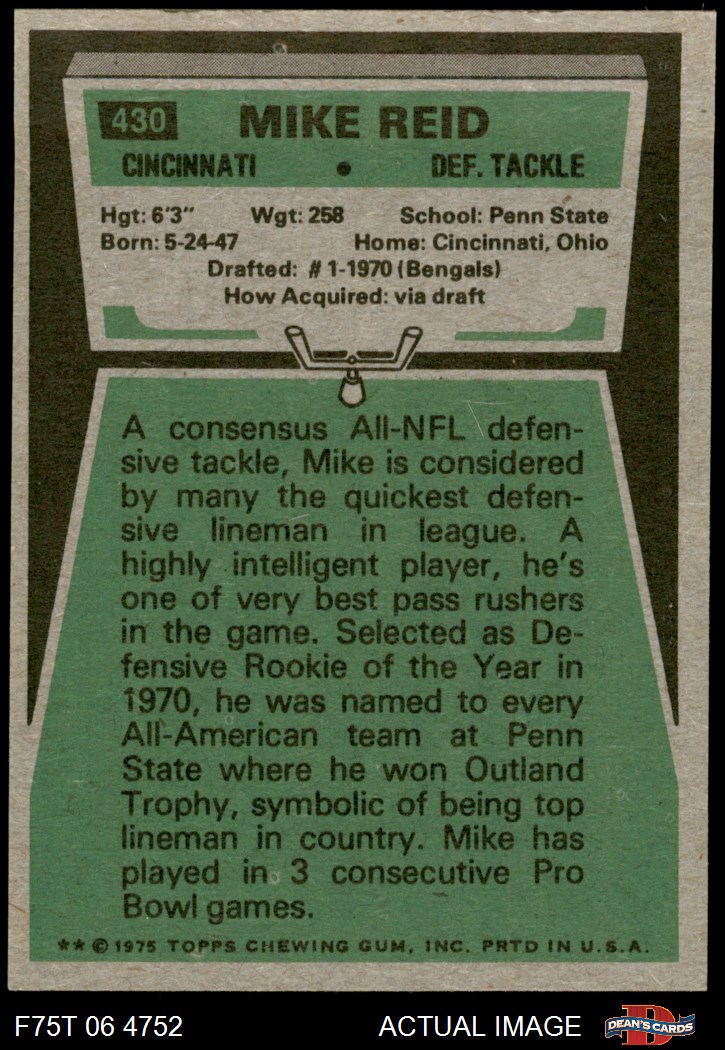 430 MIKE REID
CINCINNATI • DEF. TACKLE
Hgt: 6'3" Wgt: 258 School: Penn State
Born: 5-24-47 Home: Cincinnati, Ohio
Drafted: #1-1970 (Bengals)
How Acquired: via draft
A consensus All-NFL defen-
sive tackle, Mike is considered
by many the quickest defen-
sive lineman in league. A
highly intelligent player, he's
one of very best pass rushers
in the game. Selected as De-
fensive Rookie of the Year in
1970, he was named to every
All-American team at Penn
State where he won Outland
Trophy, symbolic of being top
lineman in country. Mike has
played in 3 consecutive Pro
Bowl games.
** © 1975 TOPPS CHEWING GUM, INC. PRTD IN U.S.A.
F75T 06 4752 ACTUAL IMAGE D DEAN'S CARDS